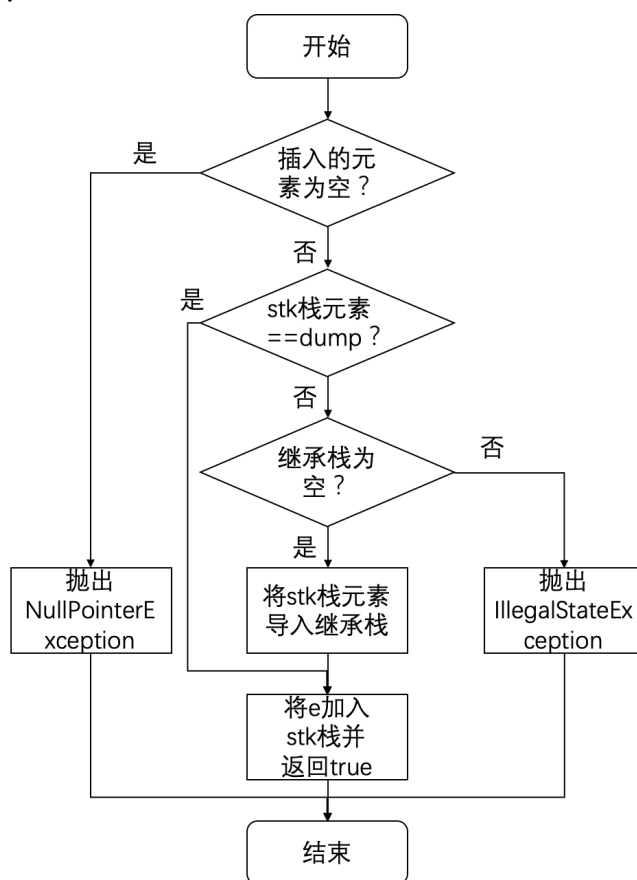 开始
是
插入的元
素为空？
否
是
stk栈元素
==dump？
否
继承栈为
空？
否
是
抛出
NullPointerE
xception
将stk栈元素
导入继承栈
抛出
IllegalStateEx
ception
将e加入
stk栈并
返回true
结束